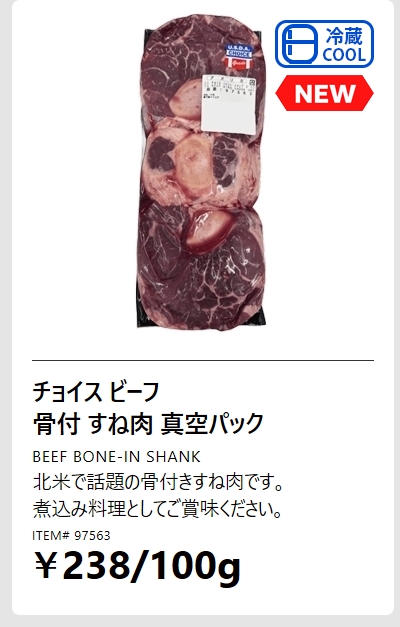 冷蔵
COOL
NEW
U.S.D.A.
CHOICE
チョイス ビーフ
骨付 すね肉 真空パック
BEEF BONE-IN SHANK
北米で話題の骨付きすね肉です。
煮込み料理としてご賞味ください。
ITEM# 97563
¥238/100g